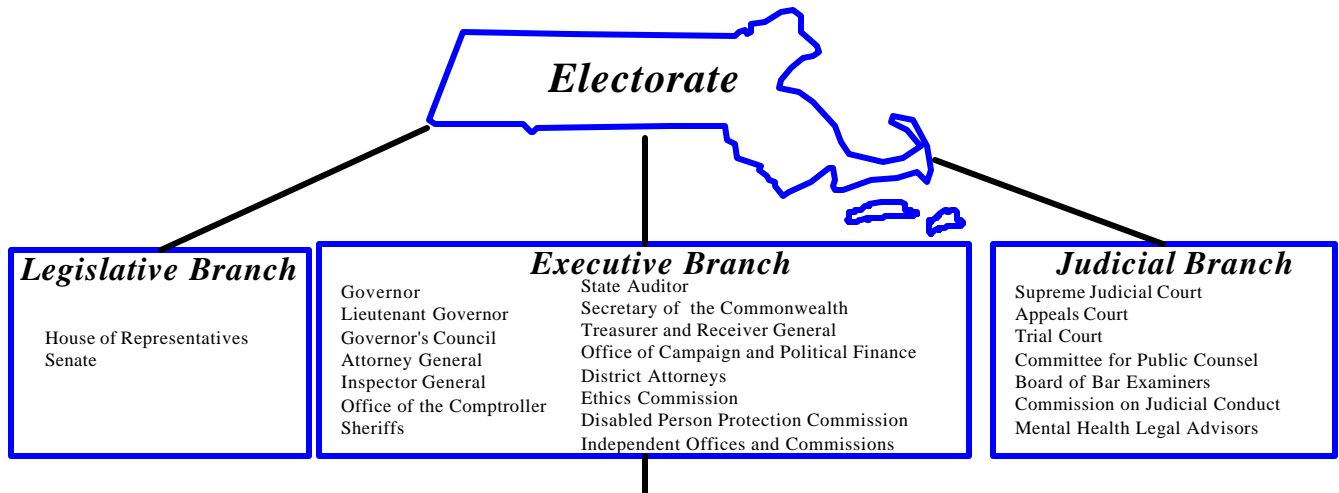 Electorate
Legislative Branch
House of Representatives
Senate
Executive Branch
Governor
Lieutenant Governor
Governor's Council
Attorney General
Inspector General
Office of the Comptroller
Sheriffs
State Auditor
Secretary of the Commonwealth
Treasurer and Receiver General
Office of Campaign and Political Finance
District Attorneys
Ethics Commission
Disabled Person Protection Commission
Independent Offices and Commissions
Judicial Branch
Supreme Judicial Court
Appeals Court
Trial Court
Committee for Public Counsel
Board of Bar Examiners
Commission on Judicial Conduct
Mental Health Legal Advisors